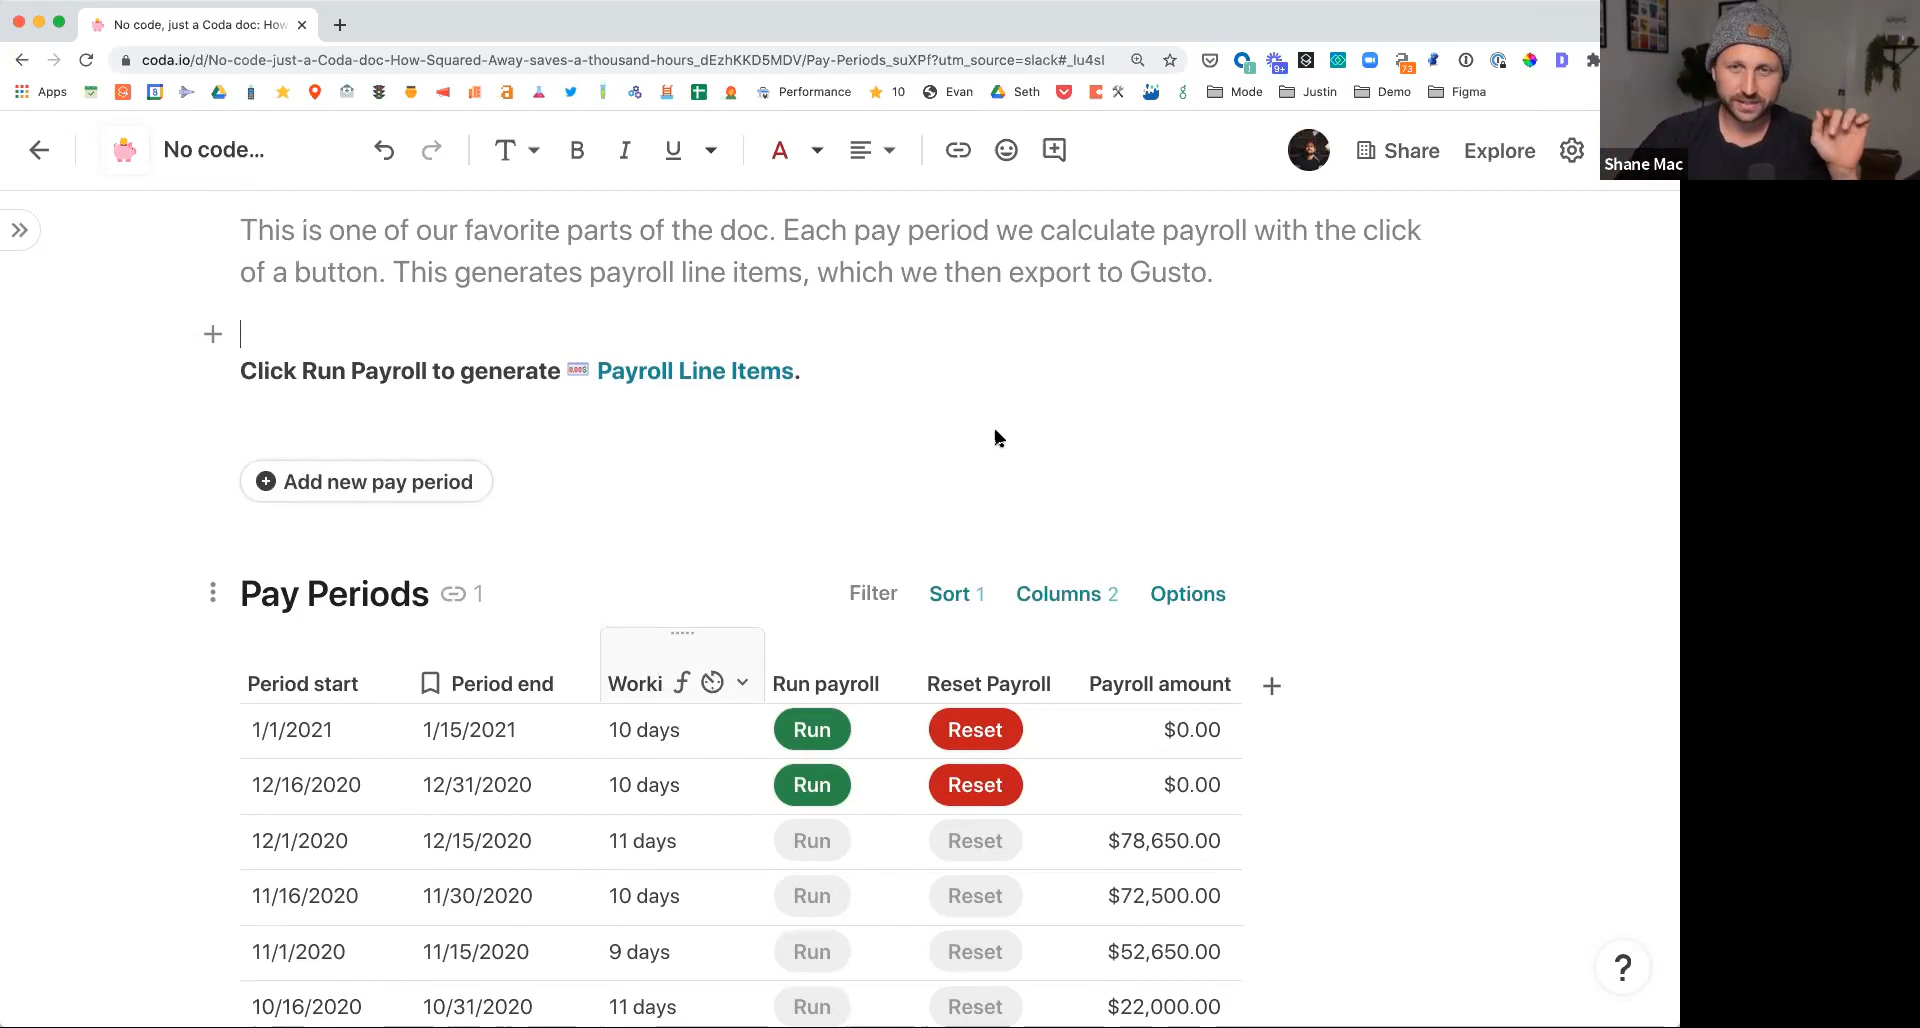 No code, just a Coda doc: How
coda.io/d/No-code-just-a-Coda-doc-How-Squared-Away-saves-a-thousand-hours_dEzhKKD5MDV/Pay-Periods_suXPf?utm_source=slack#_lu4sI
1
9+
73
Apps
8
Performance
10
Evan
Seth
Mode
Justin
Demo
Figma
No code...
T
B
I
U
A
Share
Explore
Shane Mac
This is one of our favorite parts of the doc. Each pay period we calculate payroll with the click
of a button. This generates payroll line items, which we then export to Gusto.
Click Run Payroll to generate Payroll Line Items.
Add new pay period
Pay Periods 1
Filter Sort 1 Columns 2 Options
Period start Period end Worki f Run payroll Reset Payroll Payroll amount
1/1/2021 1/15/2021 10 days Run Reset $0.00
12/16/2020 12/31/2020 10 days Run Reset $0.00
12/1/2020 12/15/2020 11 days Run Reset $78,650.00
11/16/2020 11/30/2020 10 days Run Reset $72,500.00
11/1/2020 11/15/2020 9 days Run Reset $52,650.00
10/16/2020 10/31/2020 11 days Run Reset $22,000.00
?